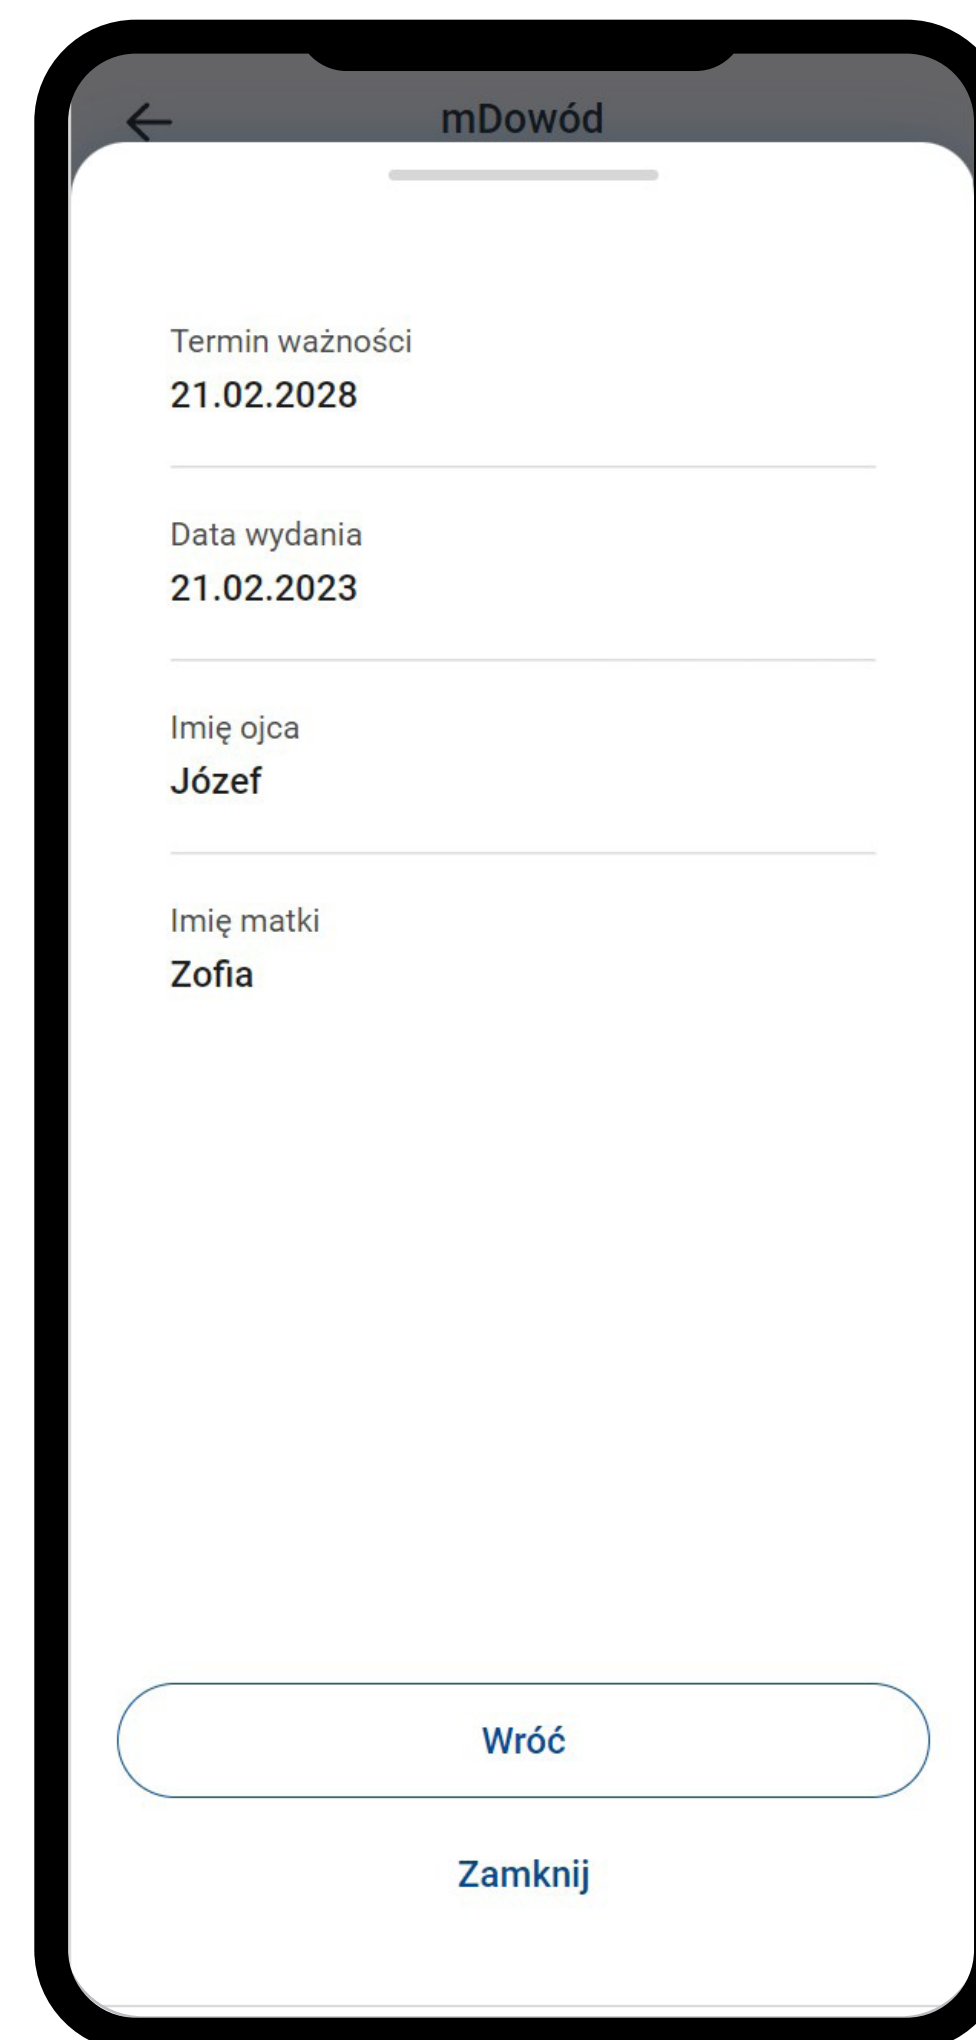 mDowód
Termin ważności
21.02.2028
Data wydania
21.02.2023
Imię ojca
Józef
Imię matki
Zofia
Wróć
Zamknij